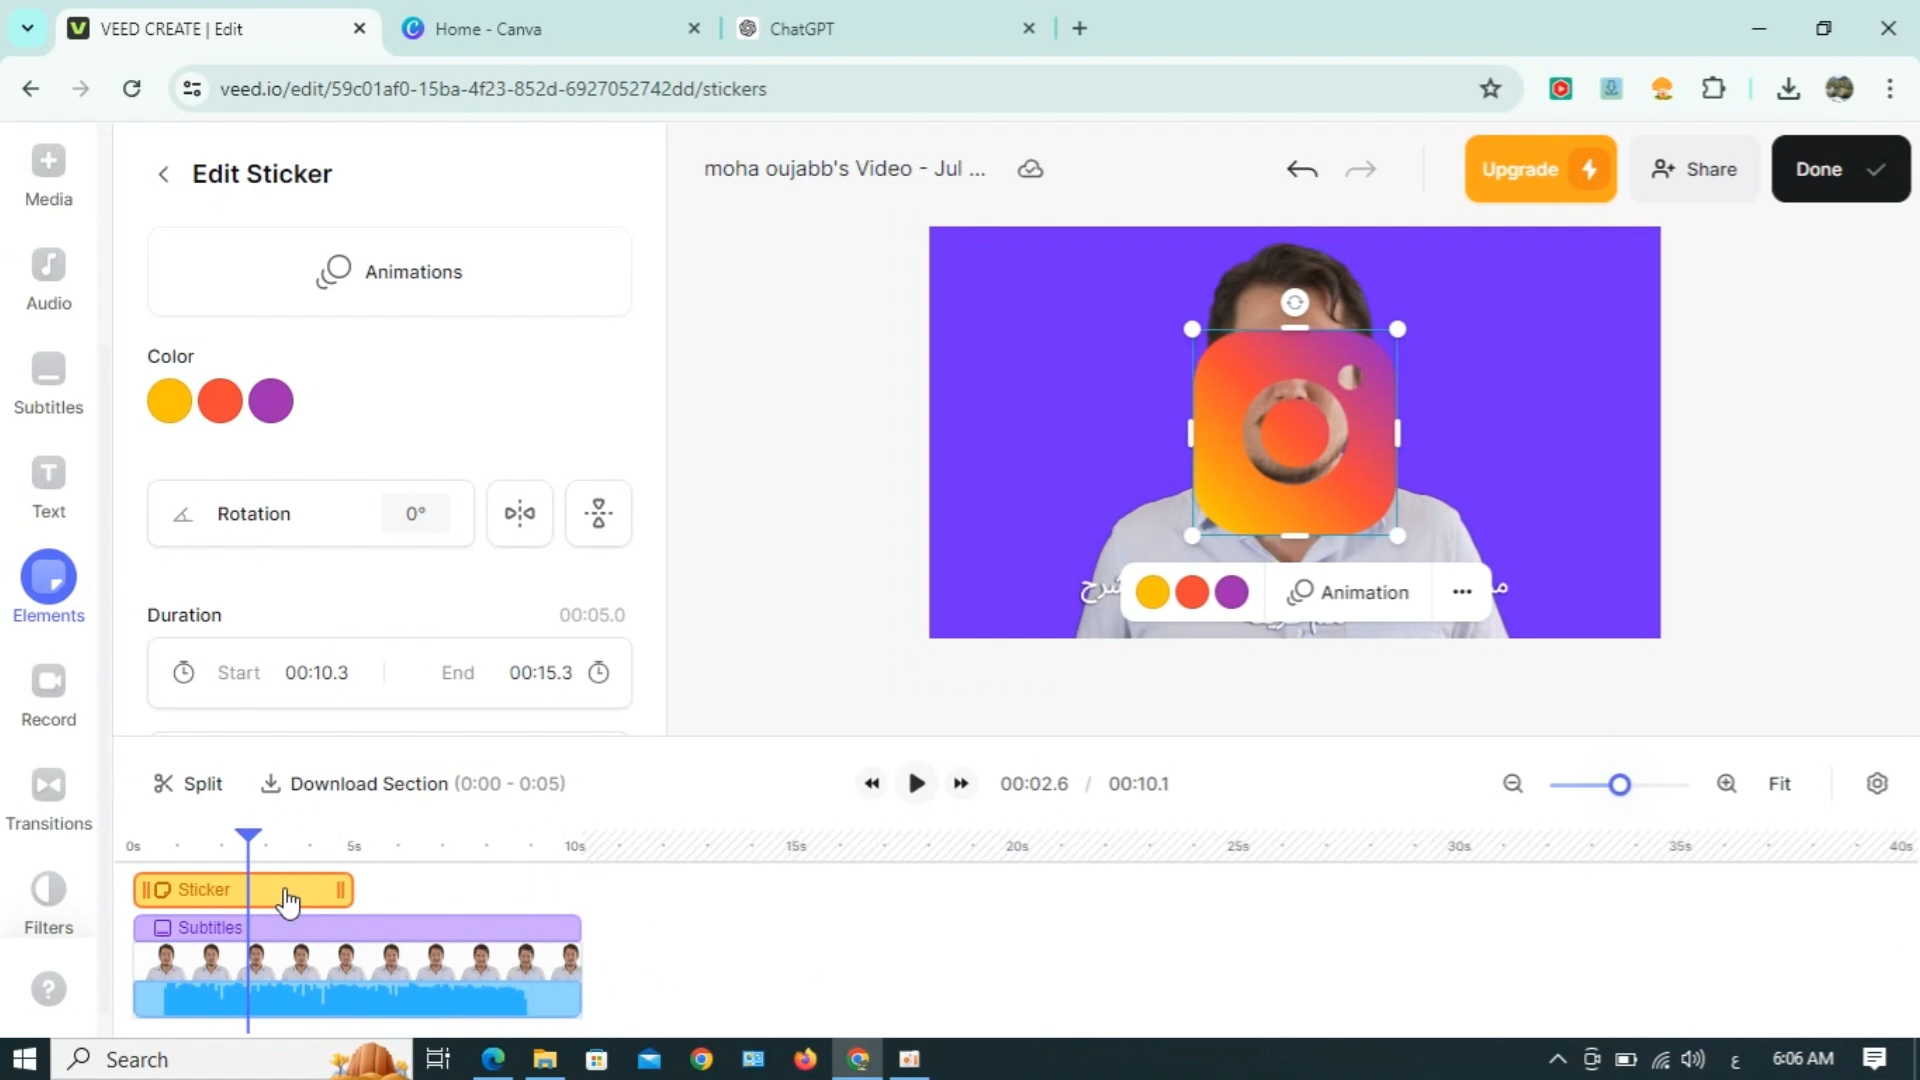 VEED CREATE | Edit
Home - Canva
ChatGPT
veed.io/edit/59c01af0-15ba-4f23-852d-6927052742dd/stickers
Media
Audio
Subtitles
Text
Elements
Record
Transitions
Filters
Edit Sticker
Animations
Color
Rotation 0°
Duration 00:05.0
Start 00:10.3 End 00:15.3
moha oujabb's Video - Jul ...
Upgrade
Share
Done
Animation
Split
Download Section (0:00 - 0:05)
00:02.6 / 00:10.1
Fit
0s 5s 10s 15s 20s 25s 30s 35s 40s
Sticker
Subtitles
Search
ع
6:06 AM